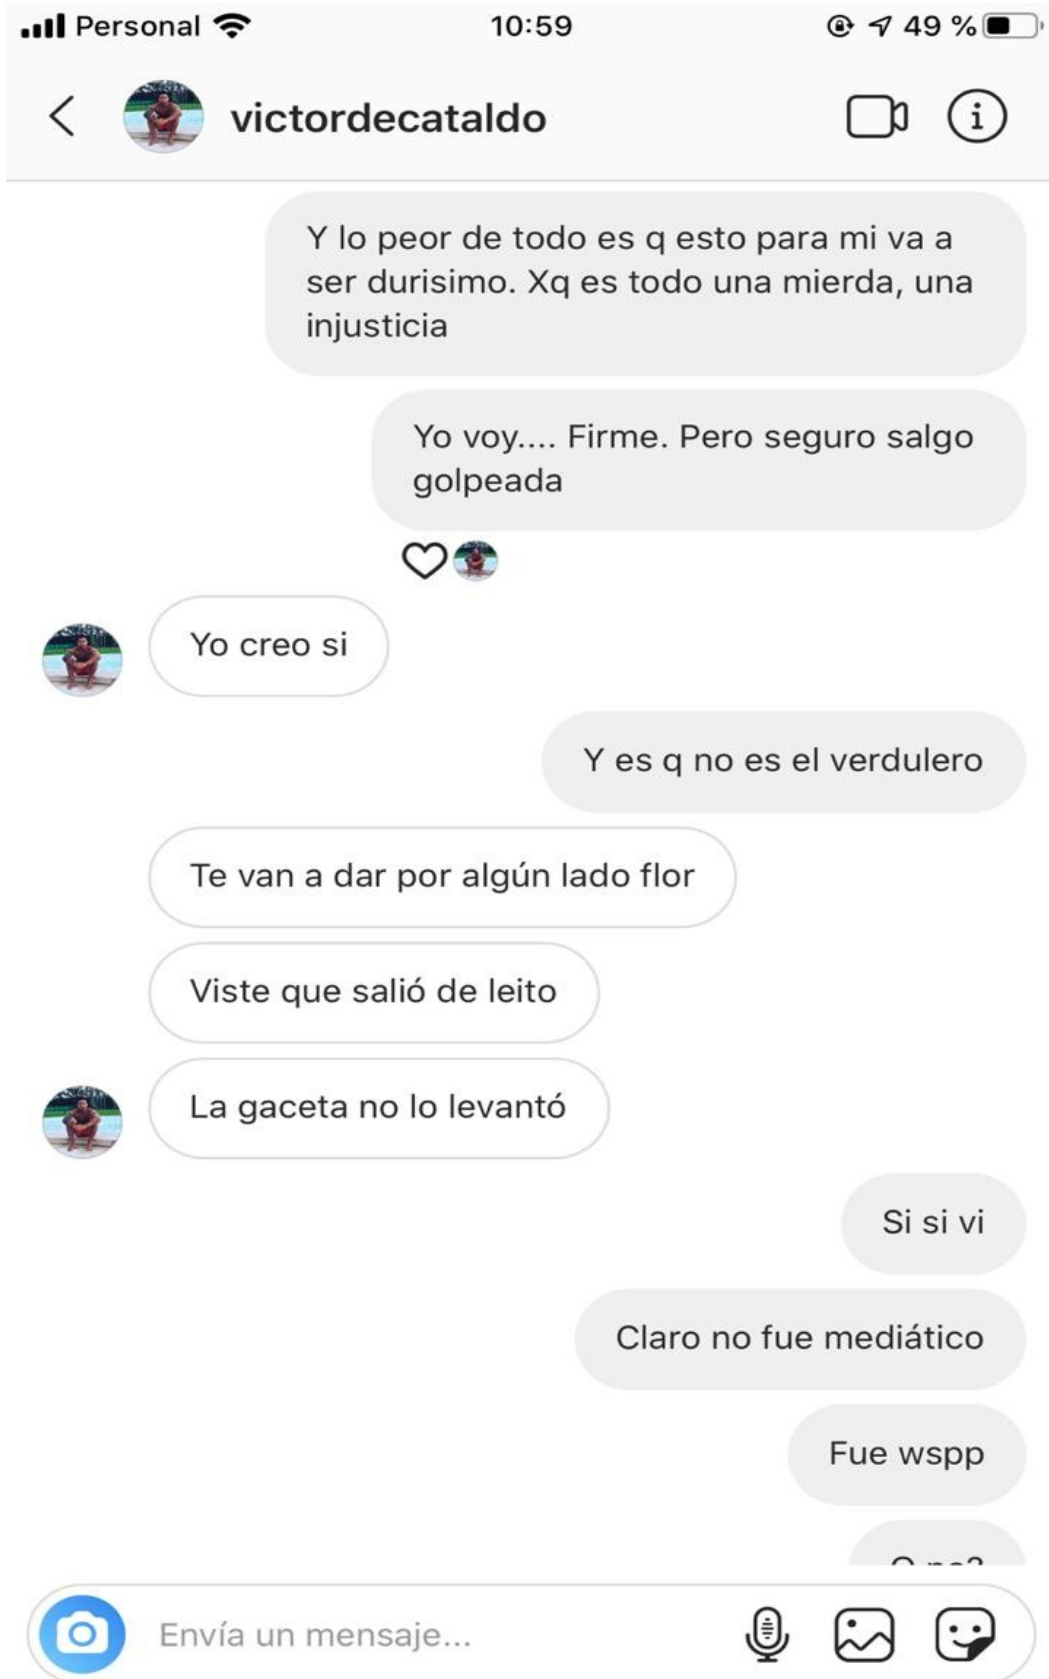 Personal 10:59 49 %
victordecataldo
Y lo peor de todo es q esto para mi va a
ser durisimo. Xq es todo una mierda, una
injusticia
Yo voy.... Firme. Pero seguro salgo
golpeada
Yo creo si
Y es q no es el verdulero
Te van a dar por algún lado flor
Viste que salió de leito
La gaceta no lo levantó
Si si vi
Claro no fue mediático
Fue wspp
Envía un mensaje...